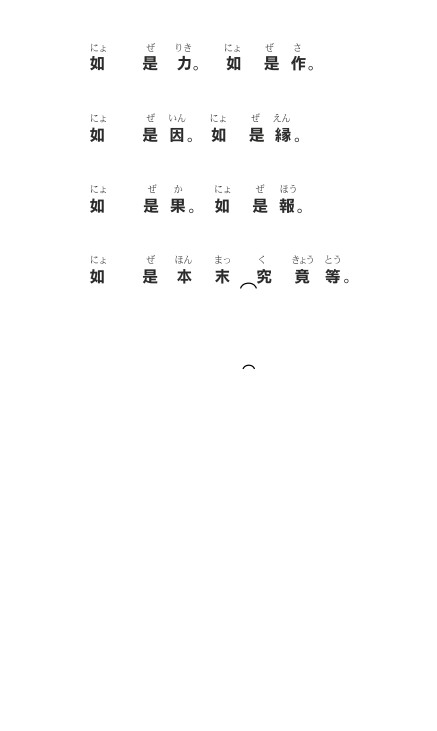 にょ ぜ りき にょ ぜ さ
如 是 力。 如 是 作。
にょ ぜ いん にょ ぜ えん
如 是 因。 如 是 縁。
にょ ぜ か にょ ぜ ほう
如 是 果。 如 是 報。
にょ ぜ ほん まっ く きょう とう
如 是 本 末 究 竟 等。